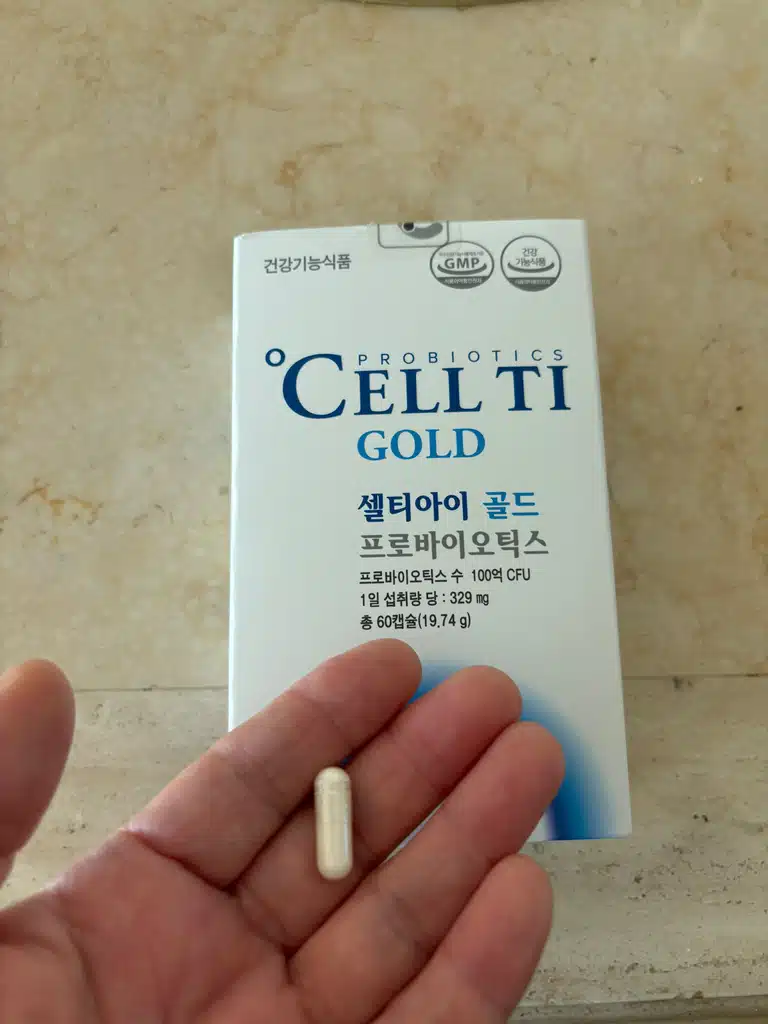 건강기능식품
GMP
건강
기능식품
PROBIOTICS
°CELL TI
GOLD
셀티아이 골드
프로바이오틱스
프로바이오틱스 수 100억 CFU
1일 섭취량 당 : 329 mg
총 60캡슐(19.74 g)